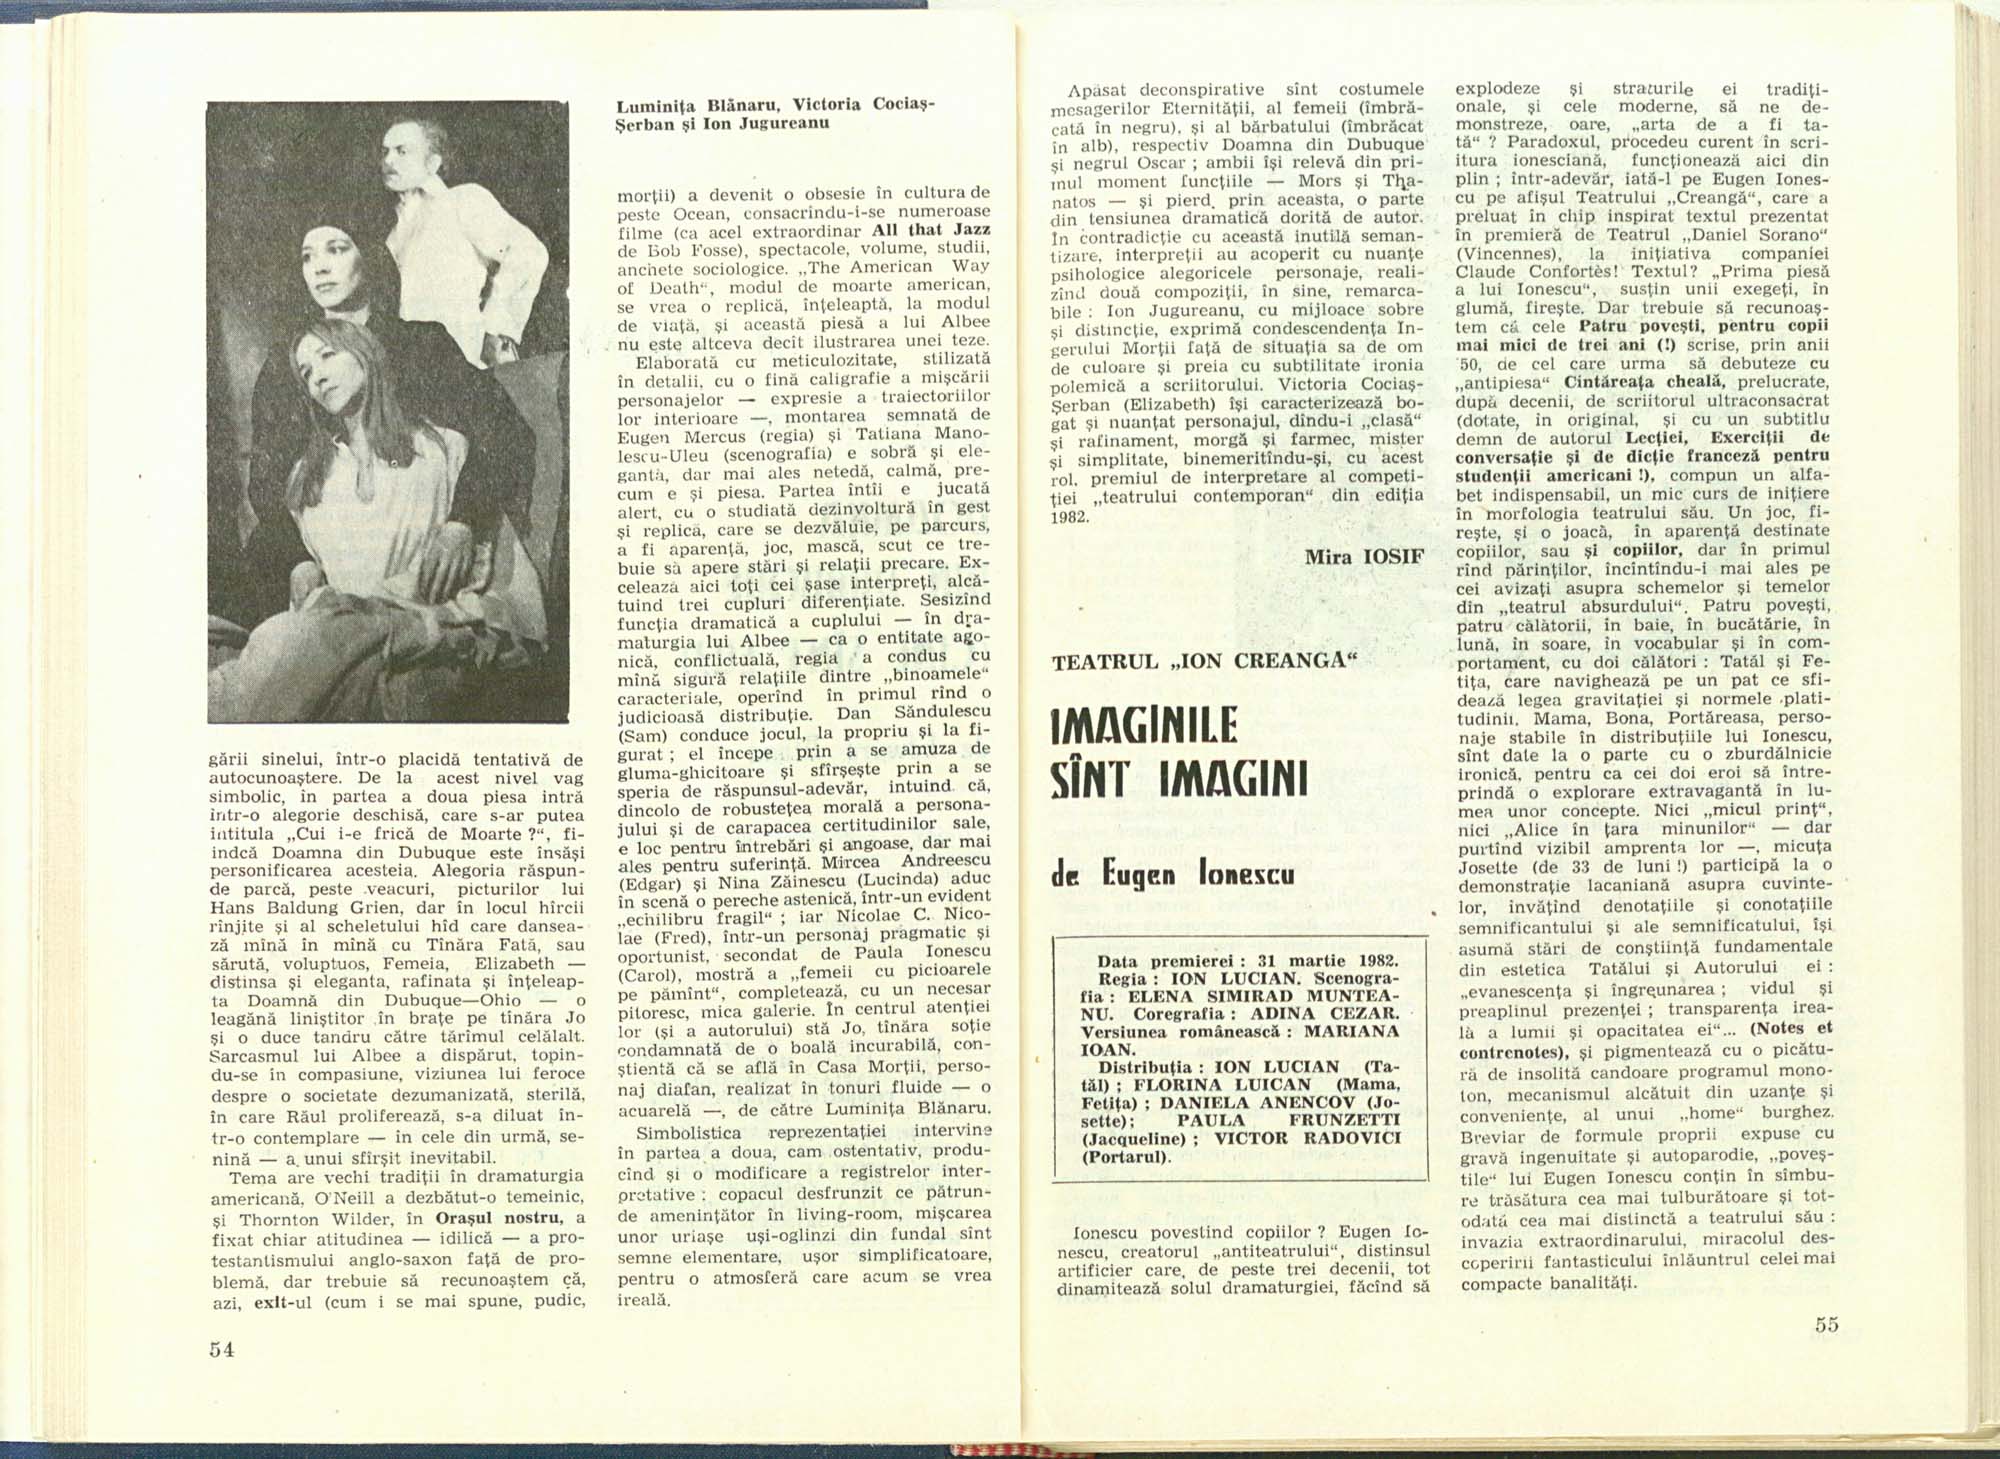 Luminița Blănaru, Victoria Cociaș-
Șerban și Ion Jugureanu
gării sinelui, într-o placidă tentativă de
autocunoaștere. De la acest nivel vag
simbolic, în partea a doua piesa intră
într-o alegorie deschisă, care s-ar putea
intitula „Cui i-e frică de Moarte ?“, fi-
indcă Doamna din Dubuque este însăși
personificarea acesteia. Alegoria răspun-
de parcă, peste veacuri, picturilor lui
Hans Baldung Grien, dar în locul hîrcii
rînjite și al scheletului hîd care dansea-
ză mînă în mînă cu Tînăra Fată, sau
sărută, voluptuos, Femeia, Elizabeth —
distinsa și eleganta, rafinata și înțeleap-
ta Doamnă din Dubuque—Ohio — o
leagănă liniștitor în brațe pe tînăra Jo
și o duce tandru către tărîmul celălalt.
Sarcasmul lui Albee a dispărut, topin-
du-se în compasiune, viziunea lui feroce
despre o societate dezumanizată, sterilă,
în care Răul proliferează, s-a diluat în-
tr-o contemplare — în cele din urmă, se-
nină — a unui sfîrșit inevitabil.
Tema are vechi tradiții în dramaturgia
americană, O'Neill a dezbătut-o temeinic,
și Thornton Wilder, în Orașul nostru, a
fixat chiar atitudinea — idilică — a pro-
testantismului anglo-saxon față de pro-
blemă, dar trebuie să recunoaștem că,
azi, exit-ul (cum i se mai spune, pudic,
54
morții) a devenit o obsesie în cultura de
peste Ocean, consacrîndu-i-se numeroase
filme (ca acel extraordinar All that Jazz
de Bob Fosse), spectacole, volume, studii,
anchete sociologice. „The American Way
of Death“, modul de moarte american,
se vrea o replică, înțeleaptă, la modul
de viață, și această piesă a lui Albee
nu este altceva decît ilustrarea unei teze.
Elaborată cu meticulozitate, stilizată
în detalii, cu o fină caligrafie a mișcării
personajelor — expresie a traiectoriilor
lor interioare —, montarea semnată de
Eugen Mercus (regia) și Tatiana Mano-
lescu-Uleu (scenografia) e sobră și ele-
gantă, dar mai ales netedă, calmă, pre-
cum e și piesa. Partea întîi e jucată
alert, cu o studiată dezinvoltură în gest
și replică, care se dezvăluie, pe parcurs,
a fi aparență, joc, mască, scut ce tre-
buie să apere stări și relații precare. Ex-
celează aici toți cei șase interpreți, alcă-
tuind trei cupluri diferențiate. Sesizînd
funcția dramatică a cuplului — în dra-
maturgia lui Albee — ca o entitate ago-
nică, conflictuală, regia a condus cu
mînă sigură relațiile dintre „binoamele“
caracteriale, operînd în primul rînd o
judicioasă distribuție. Dan Săndulescu
(Sam) conduce jocul, la propriu și la fi-
gurat ; el începe prin a se amuza de
gluma-ghicitoare și sfîrșește prin a se
speria de răspunsul-adevăr, intuind că,
dincolo de robustețea morală a persona-
jului și de carapacea certitudinilor sale,
e loc pentru întrebări și angoase, dar mai
ales pentru suferință. Mircea Andreescu
(Edgar) și Nina Zăinescu (Lucinda) aduc
în scenă o pereche astenică, într-un evident
„echilibru fragil“ ; iar Nicolae C. Nico-
lae (Fred), într-un personaj pragmatic și
oportunist, secondat de Paula Ionescu
(Carol), mostră a „femeii cu picioarele
pe pămînt“, completează, cu un necesar
pitoresc, mica galerie. În centrul atenției
lor (și a autorului) stă Jo, tînăra soție
condamnată de o boală incurabilă, con-
știentă că se află în Casa Morții, perso-
naj diafan, realizat în tonuri fluide — o
acuarelă —, de către Luminița Blănaru.
Simbolistica reprezentației intervine
în partea a doua, cam ostentativ, produ-
cînd și o modificare a registrelor inter-
pretative : copacul desfrunzit ce pătrun-
de amenințător în living-room, mișcarea
unor uriașe uși-oglinzi din fundal sînt
semne elementare, ușor simplificatoare,
pentru o atmosferă care acum se vrea
ireală.
Apăsat deconspirative sînt costumele
mesagerilor Eternității, al femeii (îmbră-
cată în negru), și al bărbatului (îmbrăcat
în alb), respectiv Doamna din Dubuque
și negrul Oscar ; ambii își relevă din pri-
mul moment funcțiile — Mors și Tha-
natos — și pierd, prin aceasta, o parte
din tensiunea dramatică dorită de autor.
În contradicție cu această inutilă seman-
tizare, interpreții au acoperit cu nuanțe
psihologice alegoricele personaje, reali-
zînd două compoziții, în sine, remarca-
bile : Ion Jugureanu, cu mijloace sobre
și distincție, exprimă condescendența În-
gerului Morții față de situația sa de om
de culoare și preia cu subtilitate ironia
polemică a scriitorului. Victoria Cociaș-
Șerban (Elizabeth) își caracterizează bo-
gat și nuanțat personajul, dîndu-i „clasă“
și rafinament, morgă și farmec, mister
și simplitate, binemeritîndu-și, cu acest
rol, premiul de interpretare al competi-
ției „teatrului contemporan“ din ediția
1982.
Mira IOSIF
TEATRUL „ION CREANGA“
IMAGINILE
SÎNT IMAGINI
de Eugen Ionescu
Data premierei : 31 martie 1982.
Regia : ION LUCIAN. Scenogra-
fia : ELENA SIMIRAD MUNTEA-
NU. Coregrafia : ADINA CEZAR.
Versiunea românească : MARIANA
IOAN.
Distribuția : ION LUCIAN (Ta-
tăl) ; FLORINA LUICAN (Mama,
Fetița) ; DANIELA ANENCOV (Jo-
sette) ; PAULA FRUNZETTI
(Jacqueline) ; VICTOR RADOVICI
(Portarul).
Ionescu povestind copiilor ? Eugen Io-
nescu, creatorul „antiteatrului“, distinsul
artificier care, de peste trei decenii, tot
dinamitează solul dramaturgiei, făcînd să
explodeze și straturile ei tradiți-
onale, și cele moderne, să ne de-
monstreze, oare, „arta de a fi ta-
tă“ ? Paradoxul, procedeu curent în scri-
itura ionesciană, funcționează aici din
plin ; într-adevăr, iată-l pe Eugen Iones-
cu pe afișul Teatrului „Creangă“, care a
preluat în chip inspirat textul prezentat
în premieră de Teatrul „Daniel Sorano“
(Vincennes), la inițiativa companiei
Claude Confortès! Textul? „Prima piesă
a lui Ionescu“, susțin unii exegeți, în
glumă, firește. Dar trebuie să recunoaș-
tem că cele Patru povești, pentru copii
mai mici de trei ani (!) scrise, prin anii
'50, de cel care urma să debuteze cu
„antipiesa“ Cîntăreața cheală, prelucrate,
după decenii, de scriitorul ultraconsacrat
(dotate, în original, și cu un subtitlu
demn de autorul Lecției, Exerciții de
conversație și de dicție franceză pentru
studenții americani !), compun un alfa-
bet indispensabil, un mic curs de inițiere
în morfologia teatrului său. Un joc, fi-
rește, și o joacă, în aparență destinate
copiilor, sau și copiilor, dar în primul
rînd părinților, încîntîndu-i mai ales pe
cei avizați asupra schemelor și temelor
din „teatrul absurdului“. Patru povești,
patru călătorii, în baie, în bucătărie, în
lună, în soare, în vocabular și în com-
portament, cu doi călători : Tatăl și Fe-
tița, care navighează pe un pat ce sfi-
dează legea gravitației și normele plati-
tudinii. Mama, Bona, Portăreasa, perso-
naje stabile în distribuțiile lui Ionescu,
sînt date la o parte cu o zburdălnicie
ironică, pentru ca cei doi eroi să între-
prindă o explorare extravagantă în lu-
mea unor concepte. Nici „micul prinț“,
nici „Alice în țara minunilor“ — dar
purtînd vizibil amprenta lor —, micuța
Josette (de 33 de luni !) participă la o
demonstrație lacaniană asupra cuvinte-
lor, învățînd denotațiile și conotațiile
semnificantului și ale semnificatului, își
asumă stări de conștiință fundamentale
din estetica Tatălui și Autorului ei :
„evanescența și îngreunarea ; vidul și
preaplinul prezenței ; transparența irea-
lă a lumii și opacitatea ei“... (Notes et
contrenotes), și pigmentează cu o picătu-
ră de insolită candoare programul mono-
ton, mecanismul alcătuit din uzanțe și
conveniențe, al unui „home“ burghez.
Breviar de formule proprii expuse cu
gravă ingenuitate și autoparodie, „poveș-
tile“ lui Eugen Ionescu conțin în sîmbu-
re trăsătura cea mai tulburătoare și tot-
odată cea mai distinctă a teatrului său :
invazia extraordinarului, miracolul des-
coperirii fantasticului înlăuntrul celei mai
compacte banalități.
55